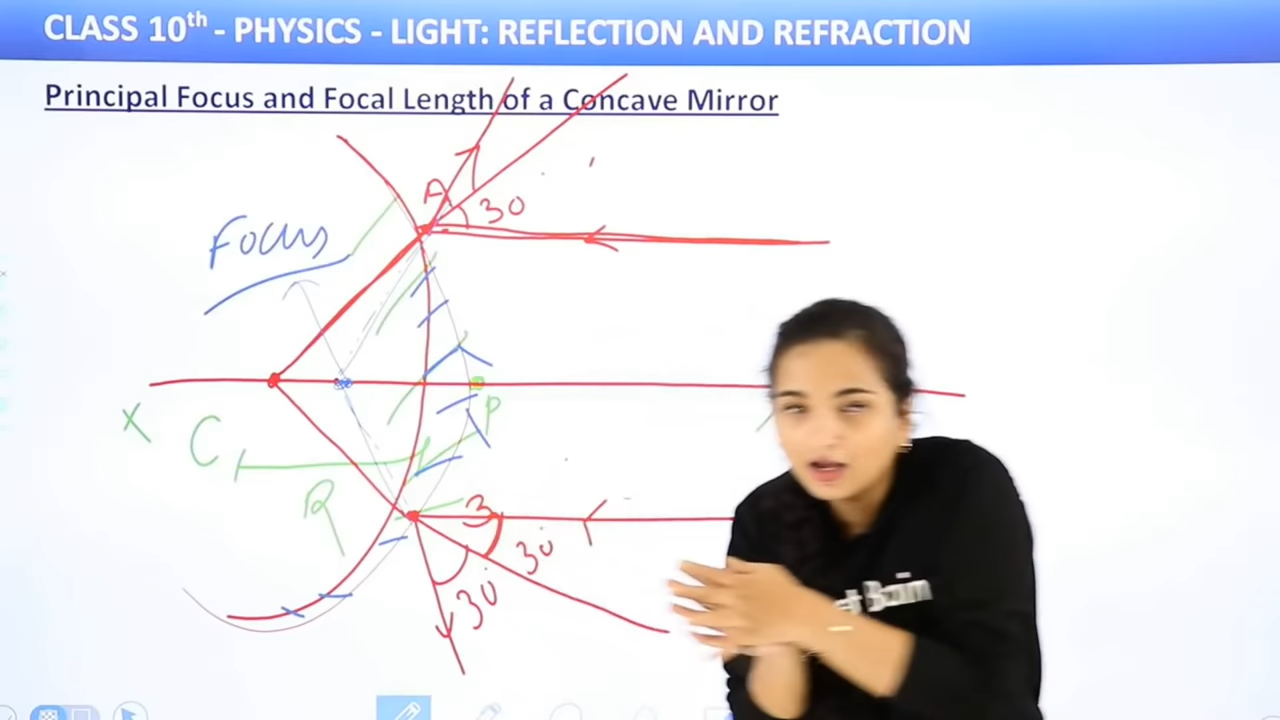 CLASS 10th - PHYSICS - LIGHT: REFLECTION AND REFRACTION
Principal Focus and Focal Length of a Concave Mirror
A
30
Focus
X
C
P
R
30
30